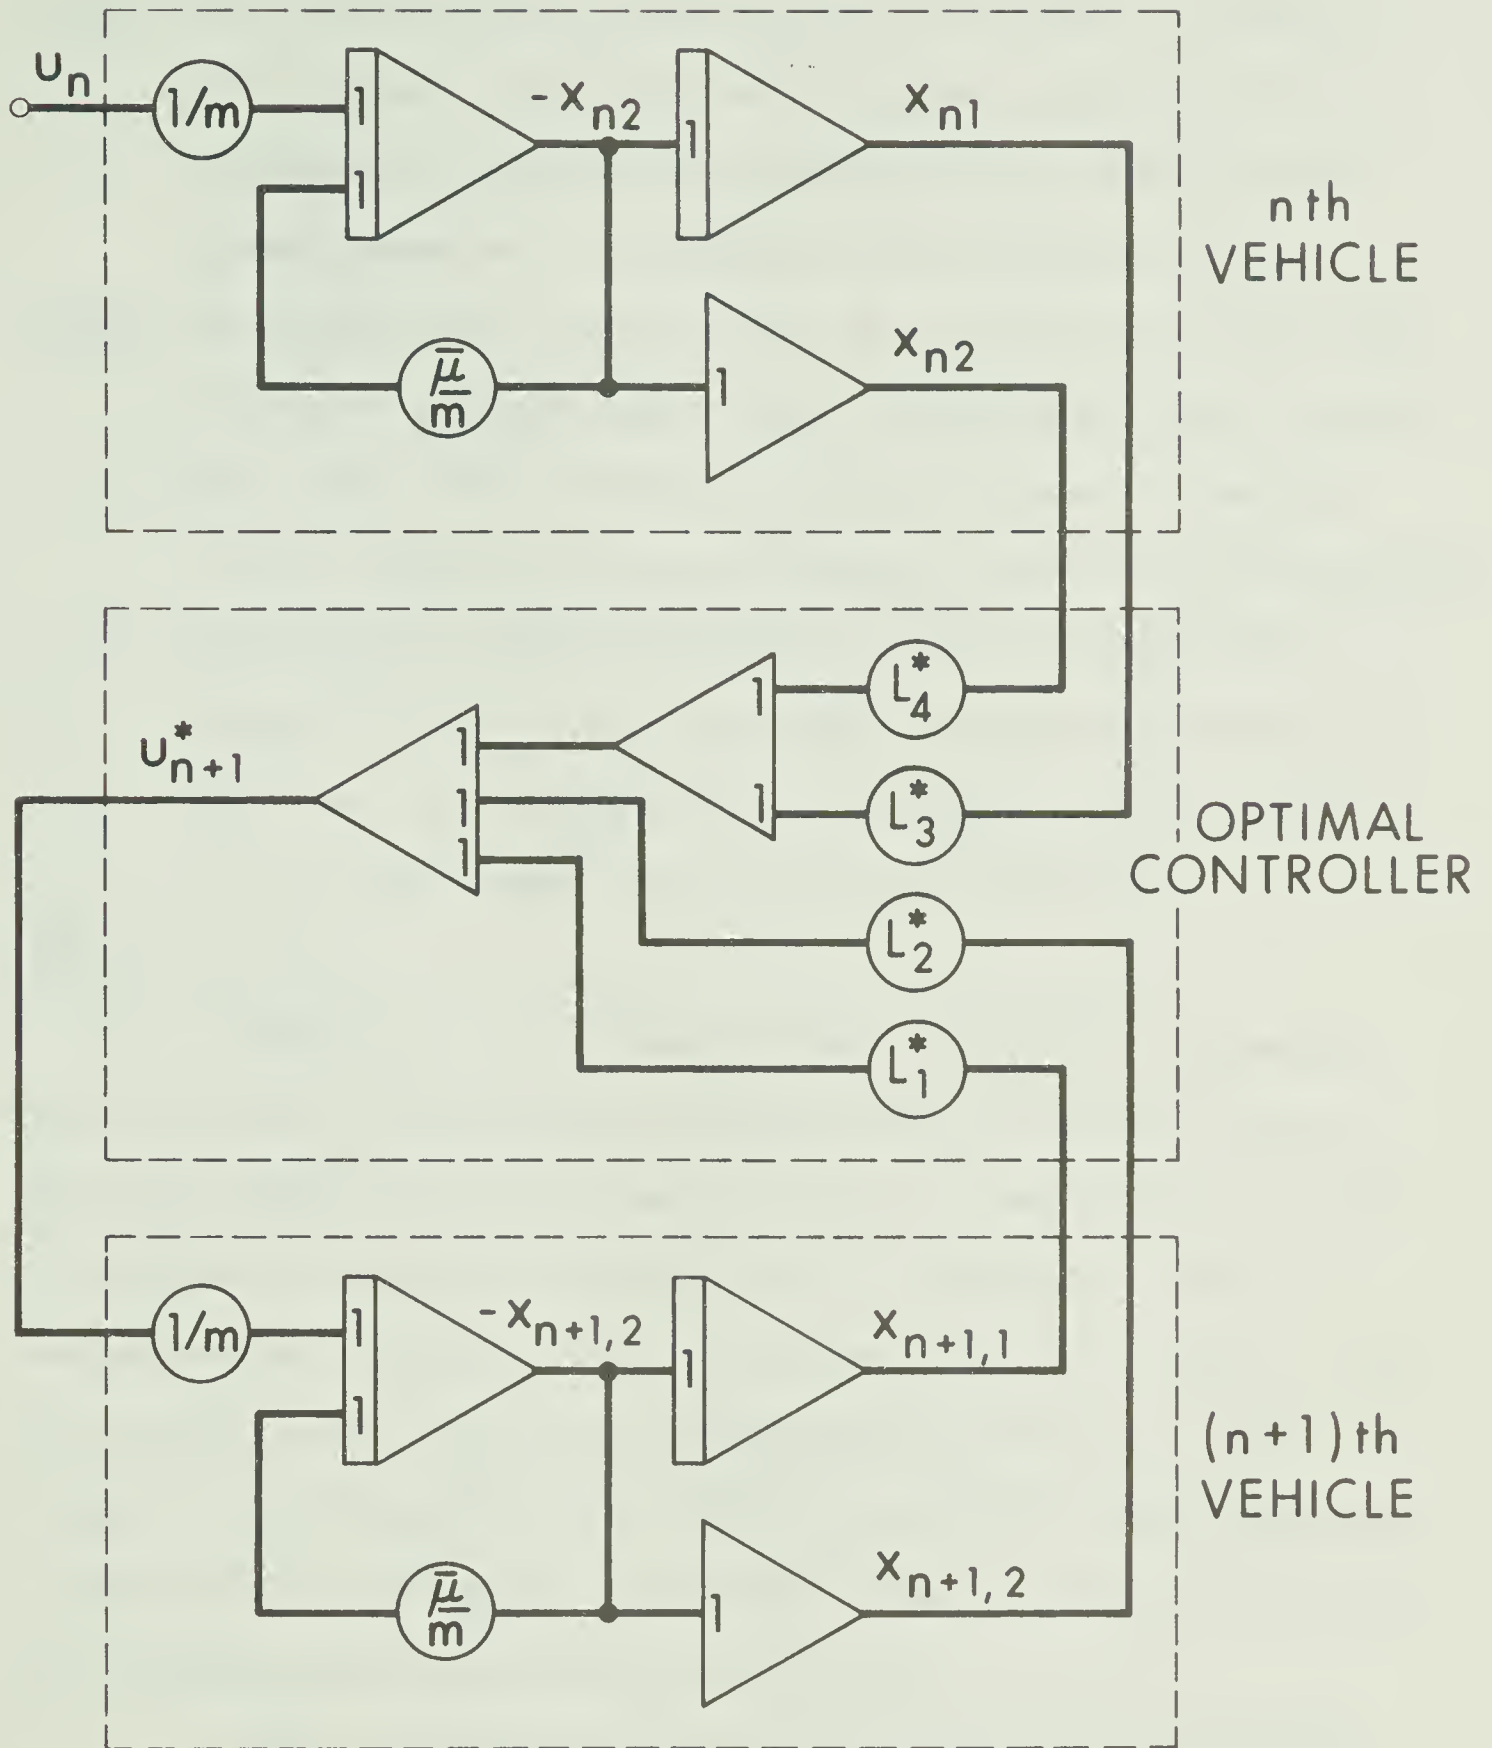 u_n
1/m
1
1
-x_n2
1
x_n1
nth
VEHICLE
μ̄/m
1
x_n2
L*_4
1
1
u*_n+1
1
1
1
L*_3
OPTIMAL
CONTROLLER
L*_2
L*_1
1/m
1
1
-x_n+1,2
1
x_n+1,1
(n+1)th
VEHICLE
μ̄/m
1
x_n+1,2